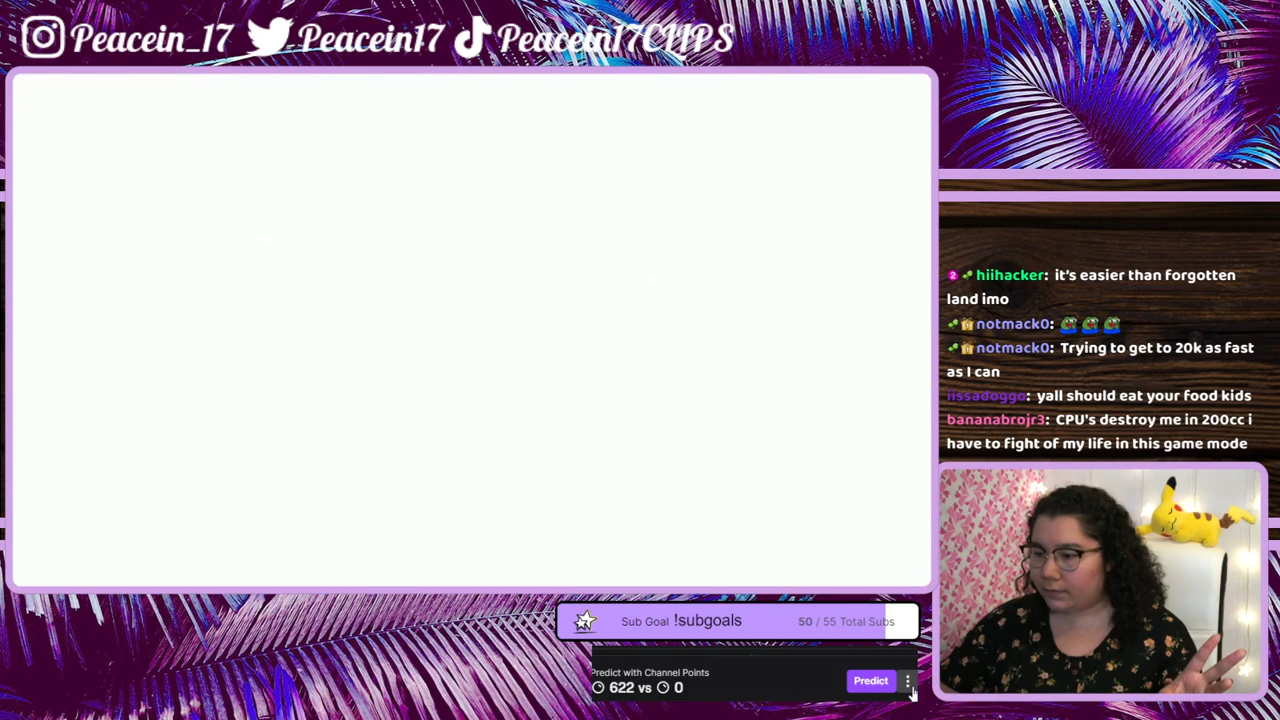 Peacein_17 Peacein17 Peacein17ClIPS
hiihacker: it's easier than forgotten
land imo
notmack0:
notmack0: Trying to get to 20k as fast
as I can
iissadoggo: yall should eat your food kids
bananabrojr3: CPU's destroy me in 200cc i
have to fight of my life in this game mode
Sub Goal !subgoals 50 / 55 Total Subs
Predict with Channel Points
622 vs 0 Predict